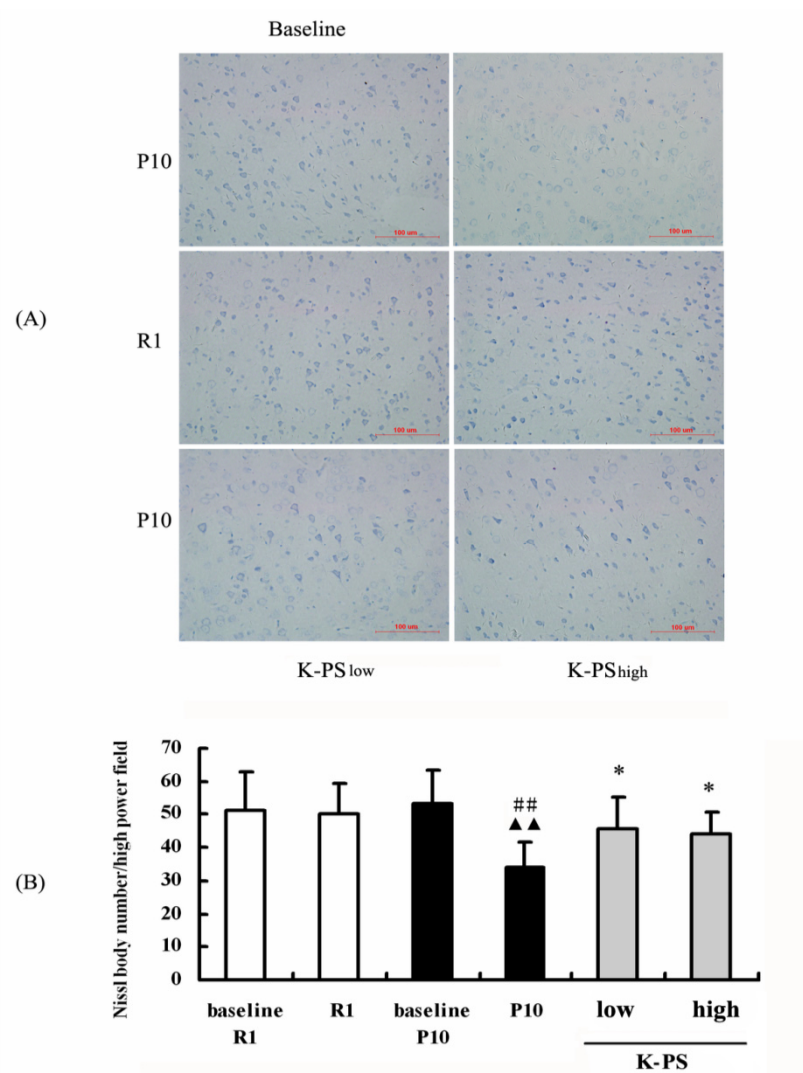 Baseline
P10
100 um
100 um
(A)
R1
100 um
100 um
P10
100 um
100 um
K-PS low
K-PS high
(B)
Nissl body number/high power field
70
60
50
40
30
20
10
0
##
▲▲
*
*
baseline R1
R1
baseline P10
P10
low
high
K-PS